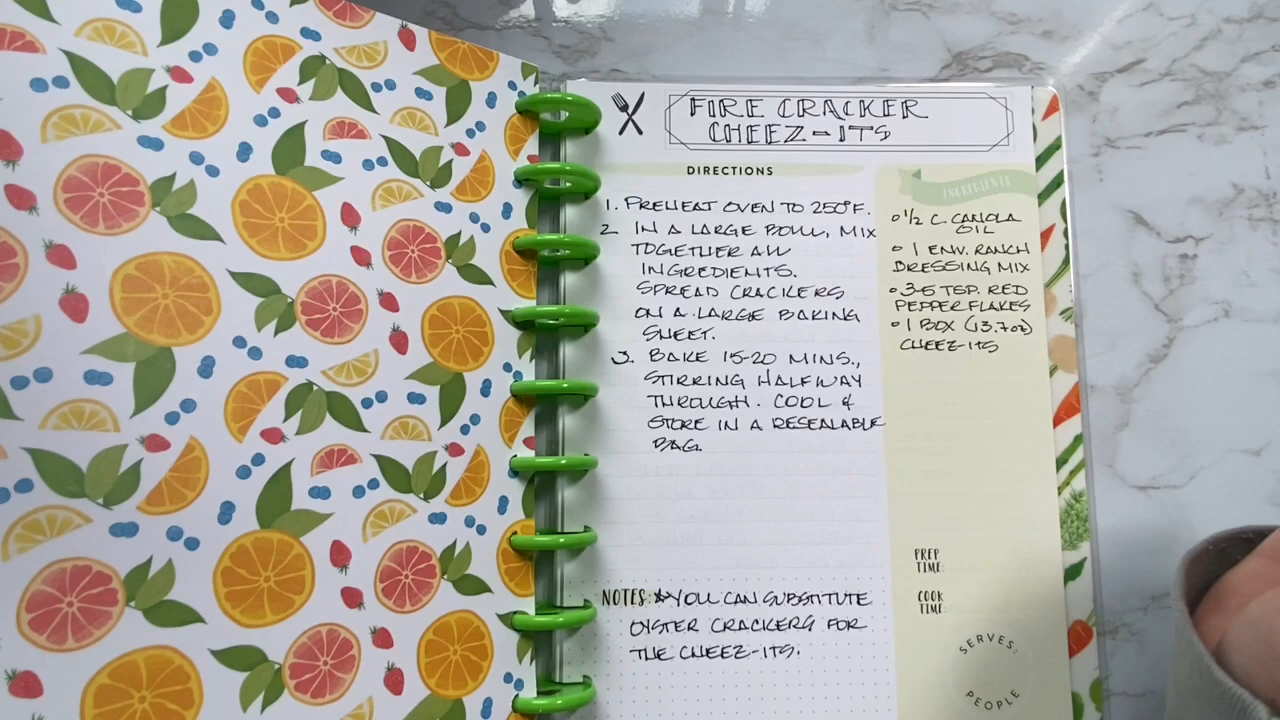 FIRE CRACKER
CHEEZ-ITS
DIRECTIONS
1. PREHEAT OVEN TO 250°F.
2. IN A LARGE BOWL, MIX
TOGETHER ALL
INGREDIENTS.
SPREAD CRACKERS
ON A LARGE BAKING
SHEET.
3. BAKE 15-20 MINS.,
STIRRING HALFWAY
THROUGH. COOL &
STORE IN A RESEALABLE
BAG.
NOTES: *YOU CAN SUBSTITUTE
OYSTER CRACKERS FOR
THE CHEEZ-ITS.
INGREDIENTS
1/2 C. CANOLA
OIL
1 ENV. RANCH
DRESSING MIX
3-5 TSP. RED
PEPPER FLAKES
1 BOX (13.7oz)
CHEEZ-ITS
PREP
TIME:
COOK
TIME:
SERVES:
PEOPLE